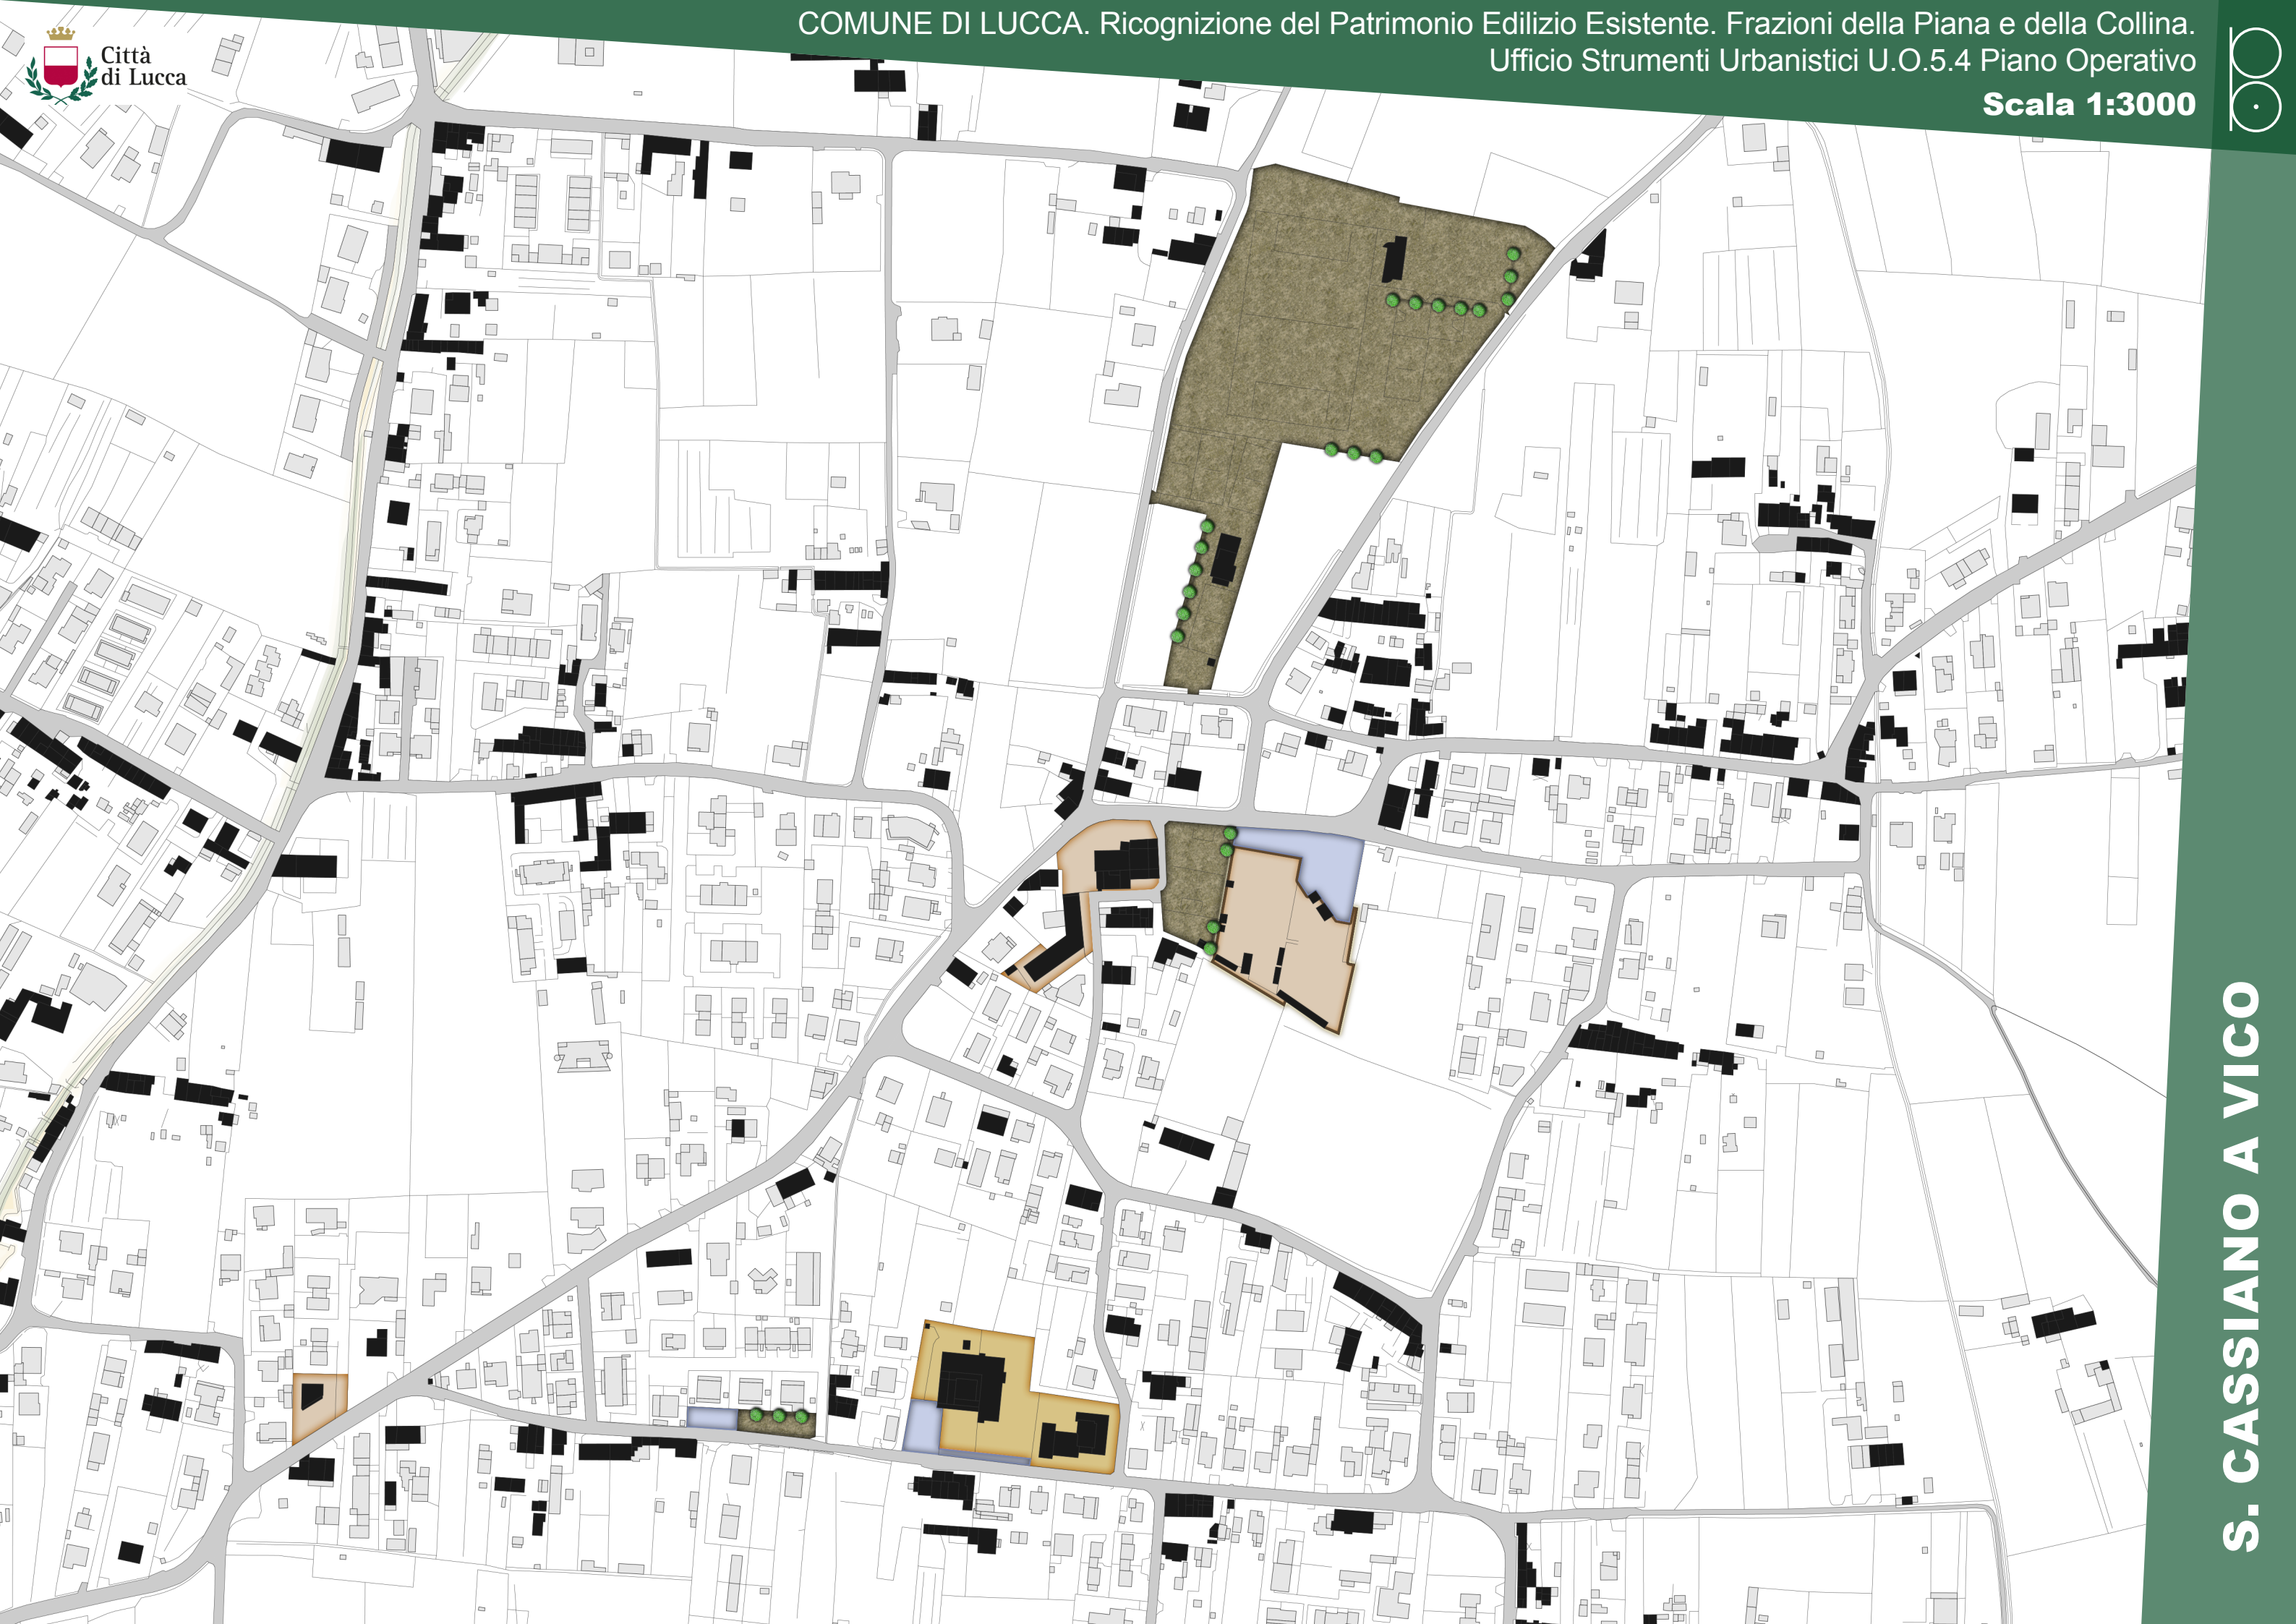 Città
di Lucca
COMUNE DI LUCCA. Ricognizione del Patrimonio Edilizio Esistente. Frazioni della Piana e della Collina.
Ufficio Strumenti Urbanistici U.O.5.4 Piano Operativo
Scala 1:3000
S. CASSIANO A VICO